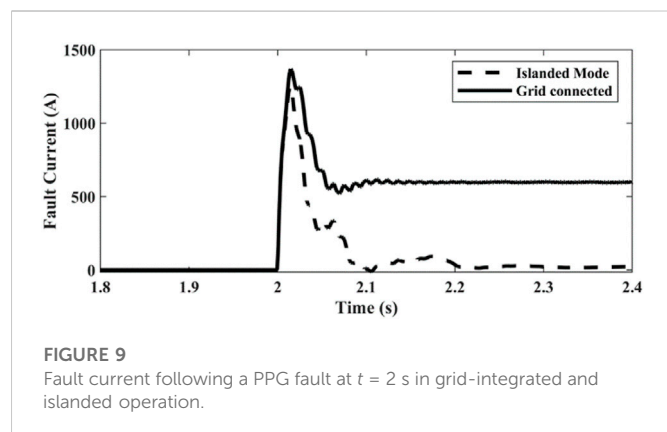 1500
1000
500
0
Fault Current (A)
Islanded Mode
Grid connected
1.8 1.9 2 2.1 2.2 2.3 2.4
Time (s)
FIGURE 9
Fault current following a PPG fault at t = 2 s in grid-integrated and
islanded operation.